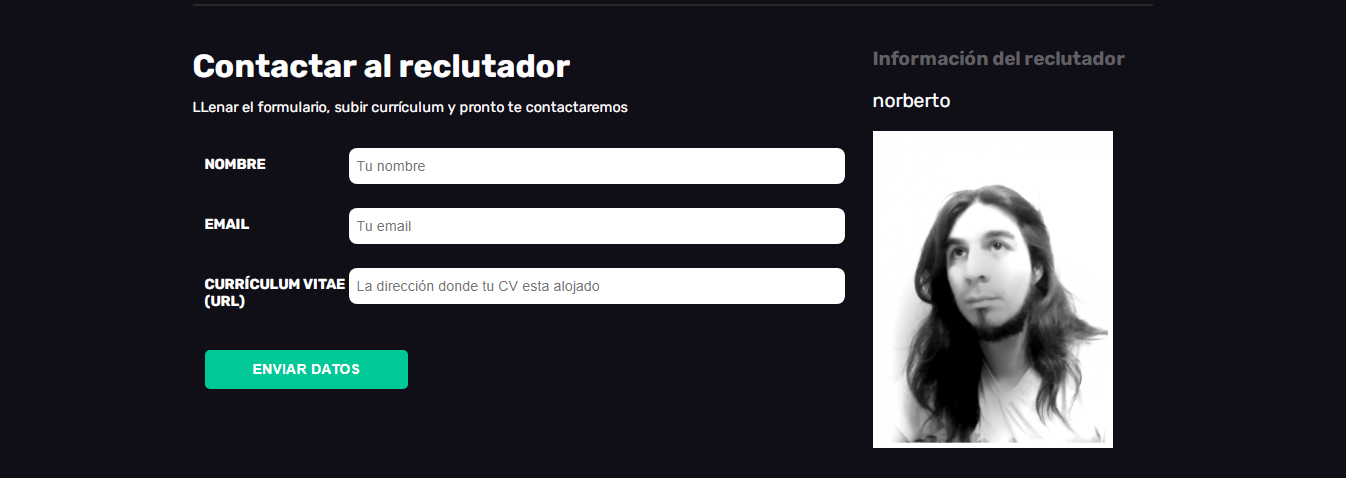 Contactar al reclutador
LLenar el formulario, subir currículum y pronto te contactaremos
NOMBRE
Tu nombre
EMAIL
Tu email
CURRÍCULUM VITAE
(URL)
La dirección donde tu CV esta alojado
ENVIAR DATOS
Información del reclutador
norberto